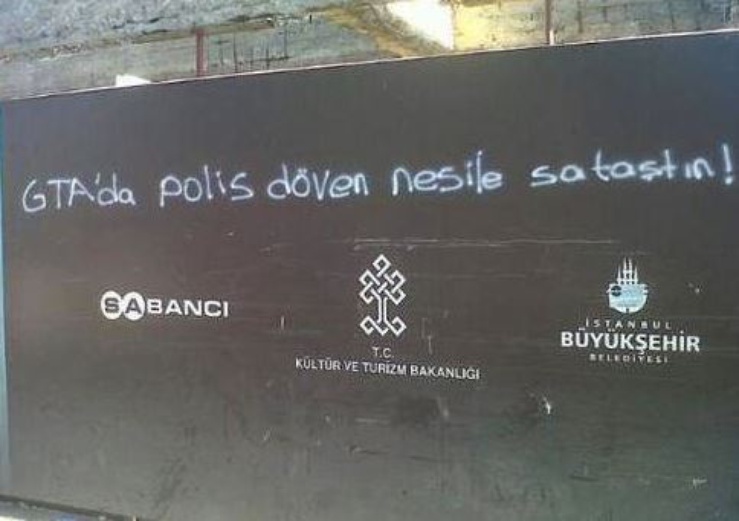 GTA'da polis döven nesile sataştın!
SABANCI
T.C.
KÜLTÜR VE TURİZM BAKANLIĞI
İSTANBUL
BÜYÜKŞEHİR
BELEDİYESİ